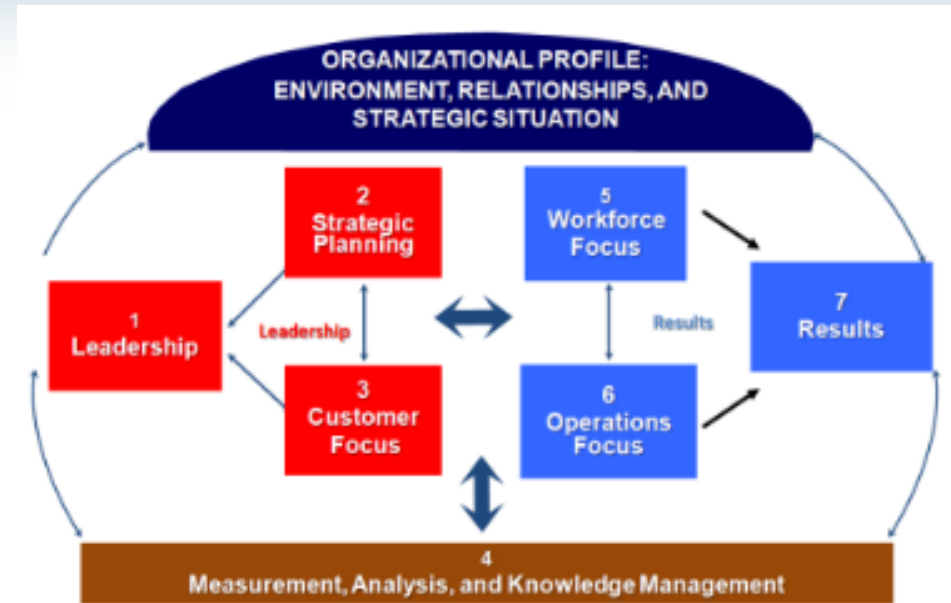 ORGANIZATIONAL PROFILE:
ENVIRONMENT, RELATIONSHIPS, AND
STRATEGIC SITUATION
2
Strategic
Planning
5
Workforce
Focus
1
Leadership
Leadership
Results
7
Results
3
Customer
Focus
6
Operations
Focus
4
Measurement, Analysis, and Knowledge Management